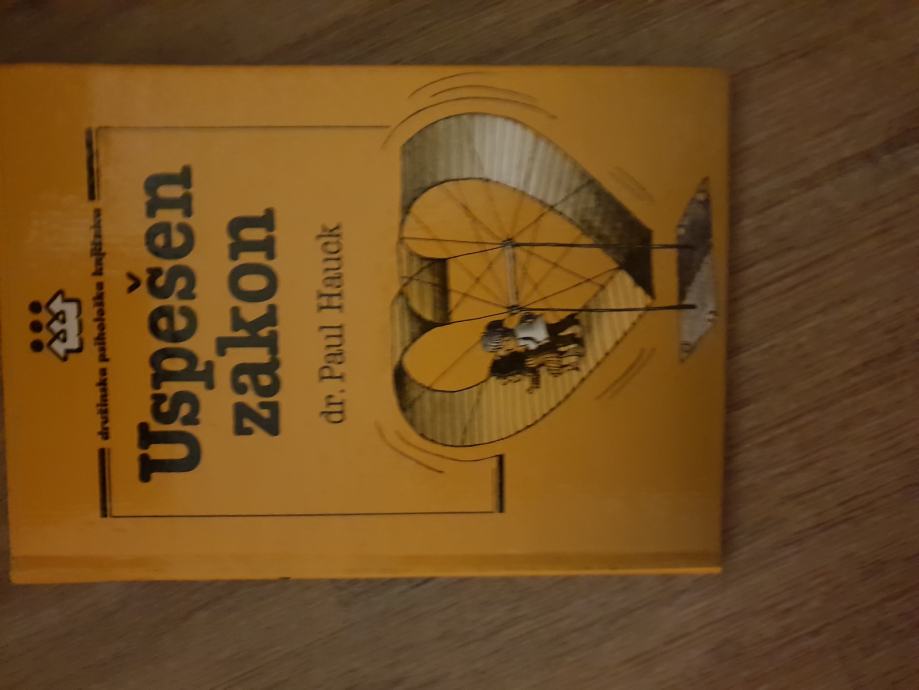 družinska psihološka knjižnica
Uspešen
zakon
dr. Paul Hauck